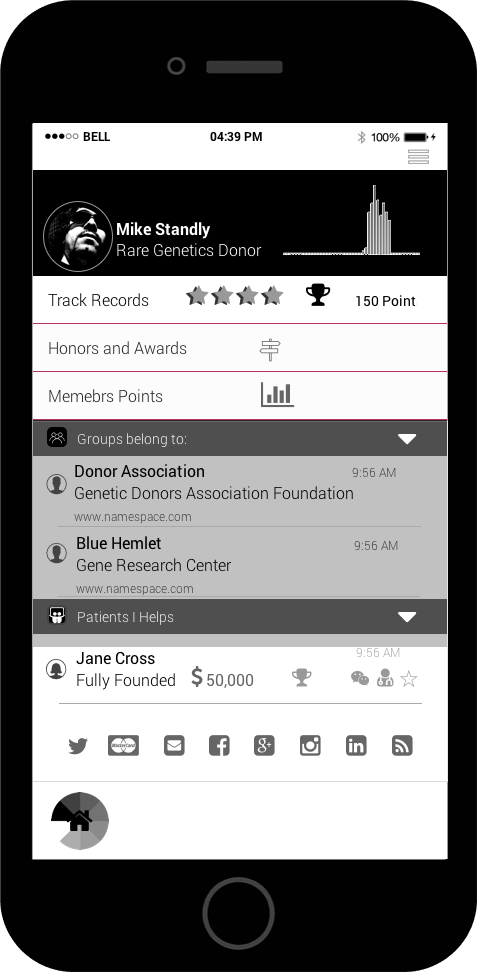 BELL 04:39 PM 100%
Mike Standly
Rare Genetics Donor
Track Records 150 Point
Honors and Awards
Memebrs Points
Groups belong to:
Donor Association 9:56 AM
Genetic Donors Association Foundation
www.namespace.com
Blue Hemlet 9:56 AM
Gene Research Center
www.namespace.com
Patients I Helps
9:56 AM
Jane Cross
Fully Founded $ 50,000
MasterCard g+ in